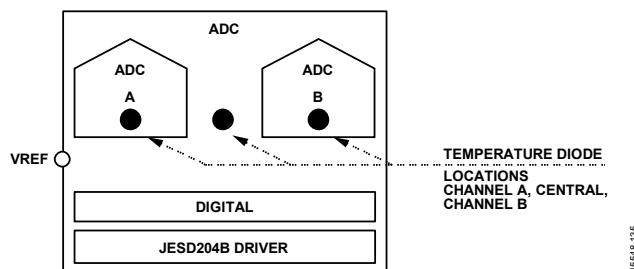 ADC
ADC
A
ADC
B
VREF
TEMPERATURE DIODE
LOCATIONS
CHANNEL A, CENTRAL,
CHANNEL B
DIGITAL
JESD204B DRIVER